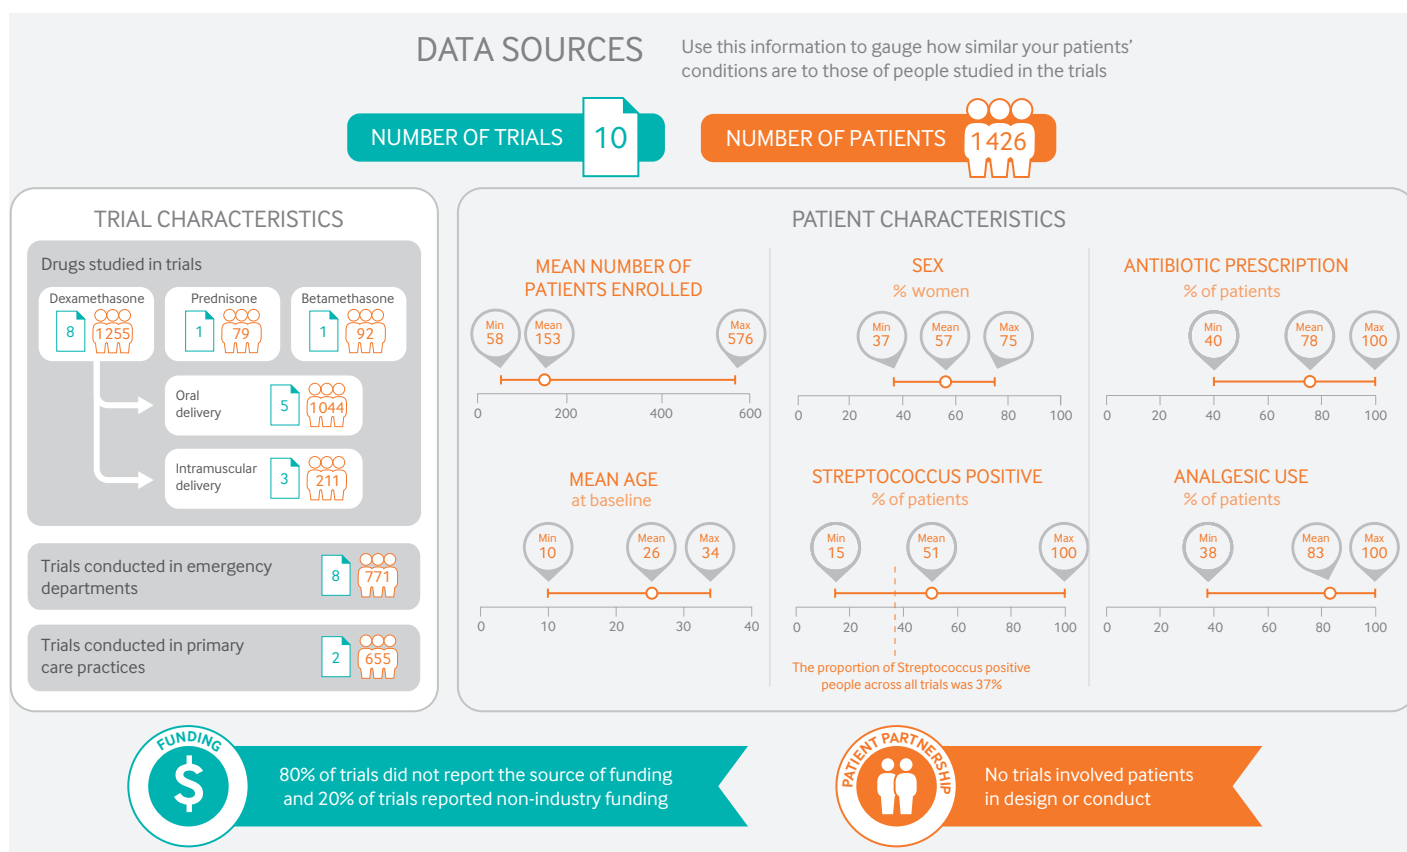 DATA SOURCES
Use this information to gauge how similar your patients'
conditions are to those of people studied in the trials
NUMBER OF TRIALS 10
NUMBER OF PATIENTS 1426
TRIAL CHARACTERISTICS
Drugs studied in trials
Dexamethasone
8 1255
Prednisone
1 79
Betamethasone
1 92
Oral
delivery
5 1044
Intramuscular
delivery
3 211
Trials conducted in emergency
departments
8 771
Trials conducted in primary
care practices
2 655
PATIENT CHARACTERISTICS
MEAN NUMBER OF
PATIENTS ENROLLED
Min Mean Max
58 153 576
0 200 400 600
SEX
% women
Min Mean Max
37 57 75
0 20 40 60 80 100
ANTIBIOTIC PRESCRIPTION
% of patients
Min Mean Max
40 78 100
0 20 40 60 80 100
MEAN AGE
at baseline
Min Mean Max
10 26 34
0 10 20 30 40
STREPTOCOCCUS POSITIVE
% of patients
Min Mean Max
15 51 100
0 20 40 60 80 100
The proportion of Streptococcus positive
people across all trials was 37%
ANALGESIC USE
% of patients
Min Mean Max
38 83 100
0 20 40 60 80 100
FUNDING
$
80% of trials did not report the source of funding
and 20% of trials reported non-industry funding
PATIENT PARTNERSHIP
No trials involved patients
in design or conduct